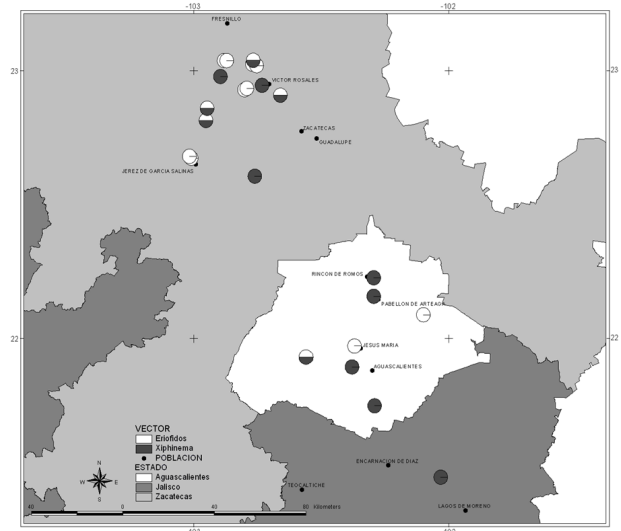 -103
-102
FRESNILLO
23
23
VICTOR ROSALES
ZACATECAS
GUADALUPE
JEREZ DE GARCIA SALINAS
RINCON DE ROMOS
PABELLON DE ARTEAGA
22
JESUS MARIA
22
AGUASCALIENTES
VECTOR
Eriofidos
Xiphinema
POBLACION
ESTADO
Aguascalientes
Jalisco
Zacatecas
N
W E
S
ENCARNACION DE DIAZ
TEOCALTICHE
LAGOS DE MORENO
40 0 40 80 Kilometers
-103
-102